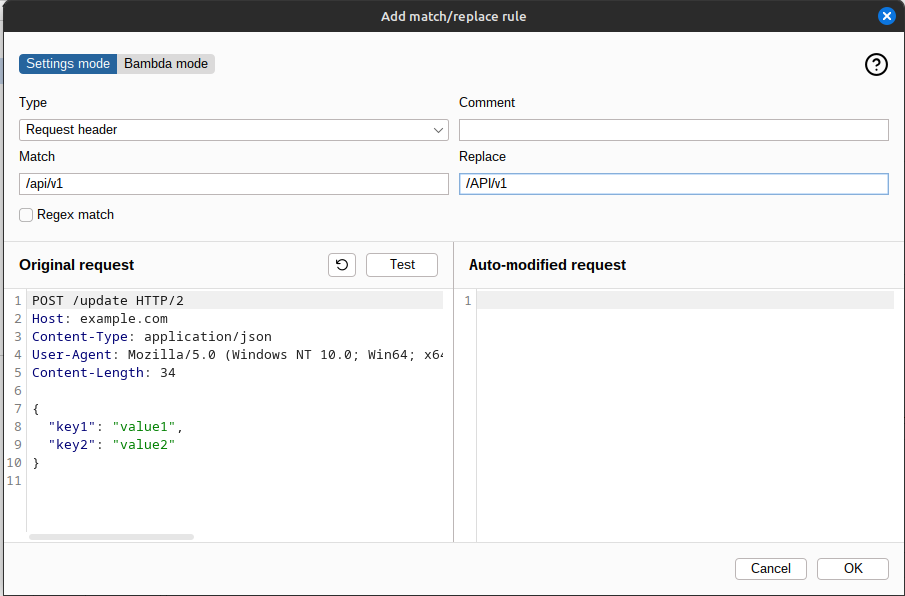 Add match/replace rule
Settings mode Bambda mode
Type Comment
Request header
Match Replace
/api/v1 /API/v1
Regex match
Original request Test Auto-modified request
1 POST /update HTTP/2 1
2 Host: example.com
3 Content-Type: application/json
4 User-Agent: Mozilla/5.0 (Windows NT 10.0; Win64; x64
5 Content-Length: 34
6
7 {
8 "key1": "value1",
9 "key2": "value2"
10 }
11
Cancel OK